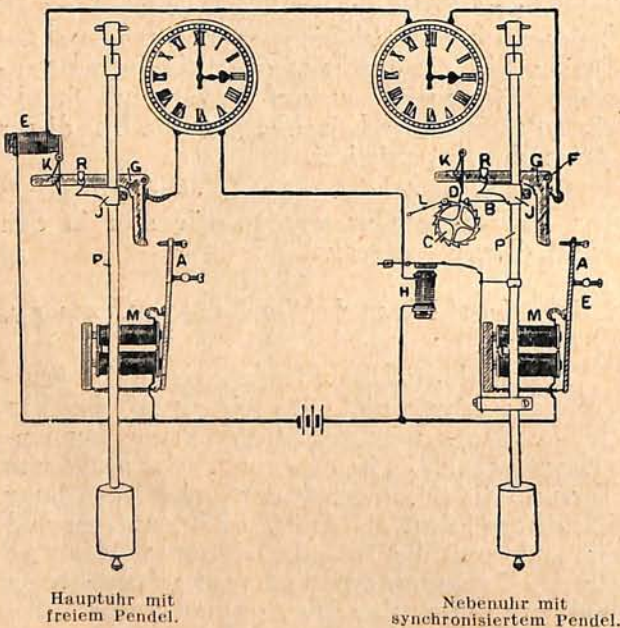 E
K
R
G
J
P
A
M
K
R
G
F
L
D
B
J
C
P
A
H
E
M
D
Hauptuhr mit
freiem Pendel.
Nebenuhr mit
synchronisiertem Pendel.